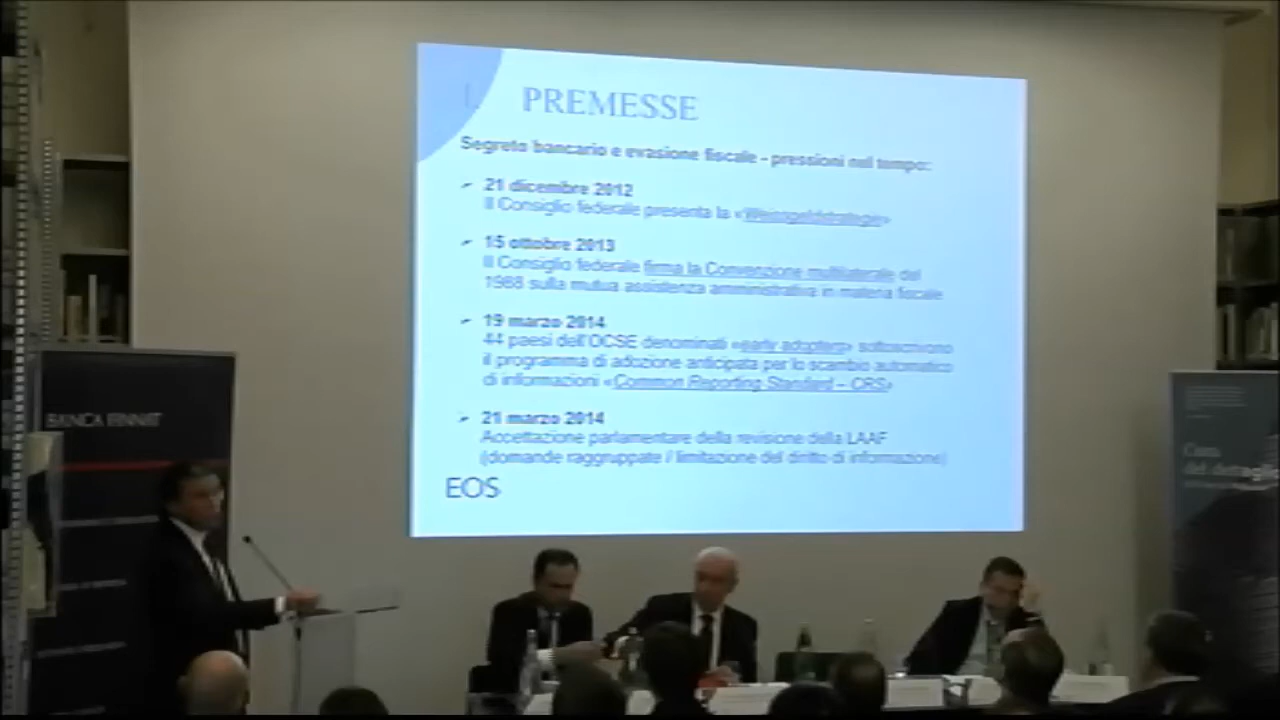 I. PREMESSE
Segreto bancario e evasione fiscale - pressioni nel tempo:
21 dicembre 2012
Il Consiglio federale presenta la «Weissgeldstrategie»
15 ottobre 2013
Il Consiglio federale firma la Convenzione multilaterale del
1988 sulla mutua assistenza amministrativa in materia fiscale
19 marzo 2014
44 paesi dell'OCSE denominati «early adopters» sottoscrivono
il programma di adozione anticipata per lo scambio automatico
di informazioni «Common Reporting Standard – CRS»
21 marzo 2014
Accettazione parlamentare della revisione della LAAF
(domande raggruppate / limitazione del diritto di informazione)
EOS
BANCA FINNAT
Cura
del dettaglio